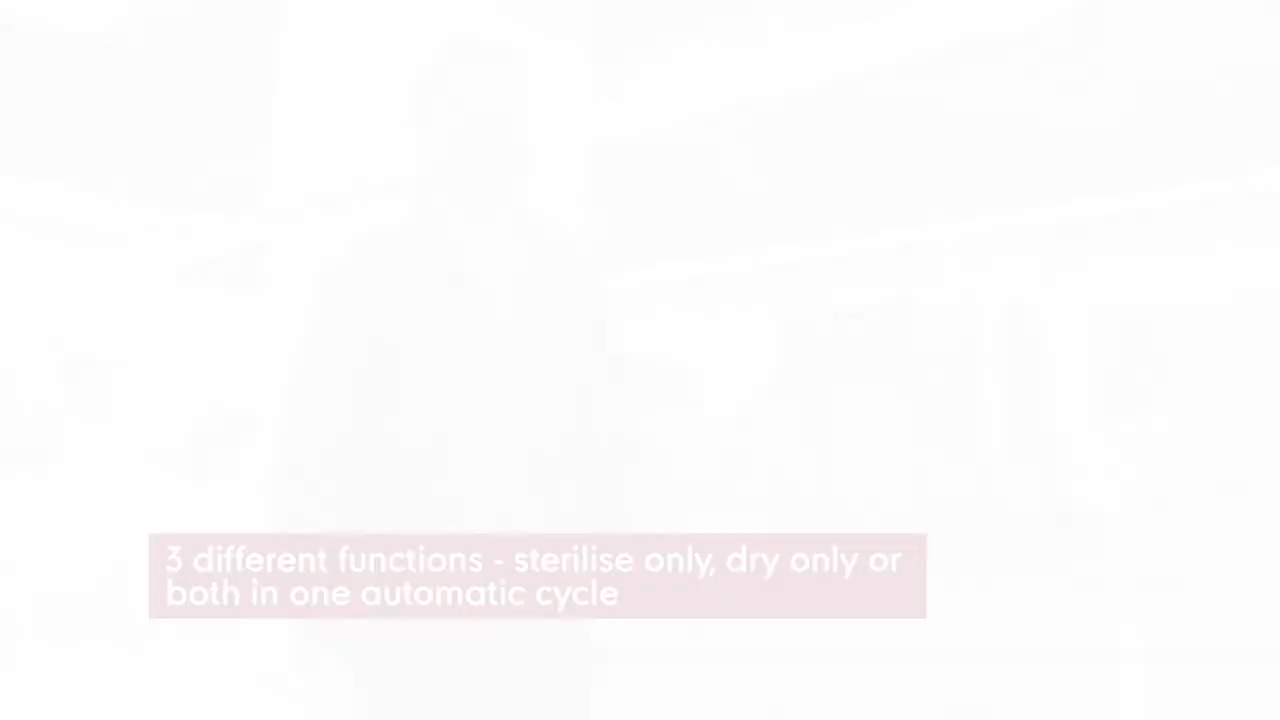 3 different functions - sterilise only, dry only or
both in one automatic cycle